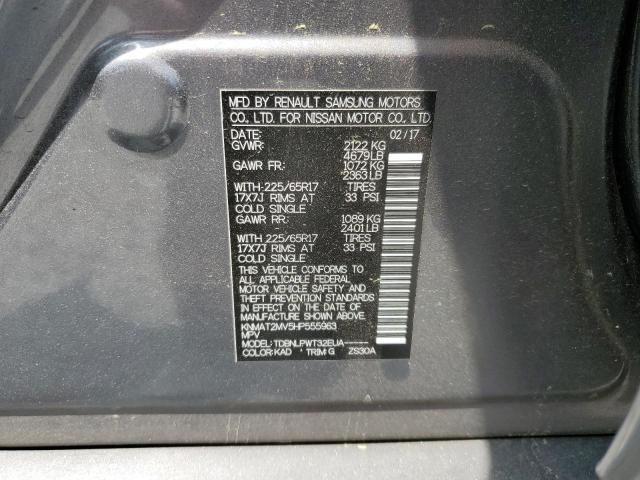 MFD BY RENAULT SAMSUNG MOTORS
CO., LTD. FOR NISSAN MOTOR CO., LTD.
DATE: 02/17
GVWR: 2122 KG
4679LB
GAWR FR: 1072 KG
2363LB
WITH-225/65R17 TIRES
17X7J RIMS AT 33 PSI
COLD SINGLE
GAWR RR: 1089 KG
2401LB
WITH-225/65R17 TIRES
17X7J RIMS AT 33 PSI
COLD SINGLE
THIS VEHICLE CONFORMS TO
ALL APPLICABLE FEDERAL
MOTOR VEHICLE SAFETY AND
THEFT PREVENTION STANDARDS
IN EFFECT ON THE DATE OF
MANUFACTURE SHOWN ABOVE.
KNMAT2MV5HP555963
MPV
MODEL: TDBNLPWT32EUA-----
COLOR:KAD ' TRIM:G ZS30A